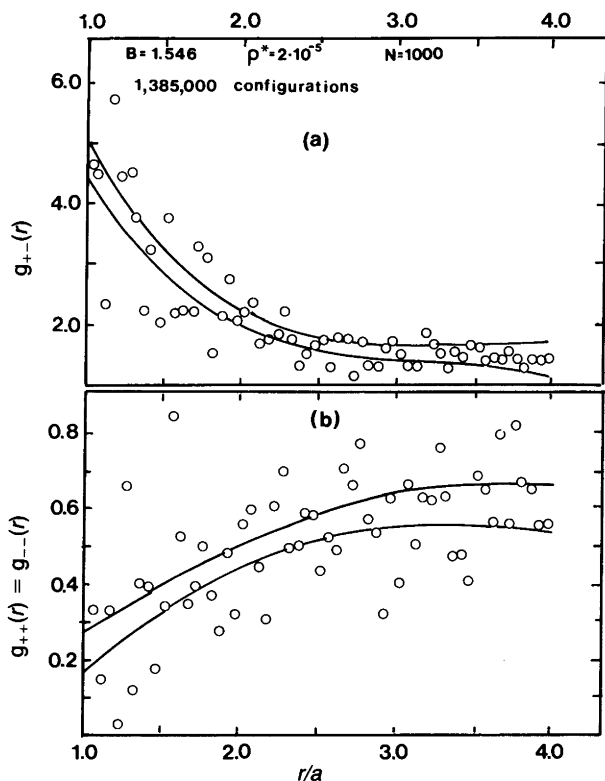 1.0 2.0 3.0 4.0
B = 1.546 ρ*=2·10⁻⁵ N=1000
1,385,000 configurations
(a)
6.0
4.0
2.0
g₊₋(r)
(b)
0.8
0.6
0.4
0.2
g₊₊(r) = g₋₋(r)
1.0 2.0 3.0 4.0
r/a